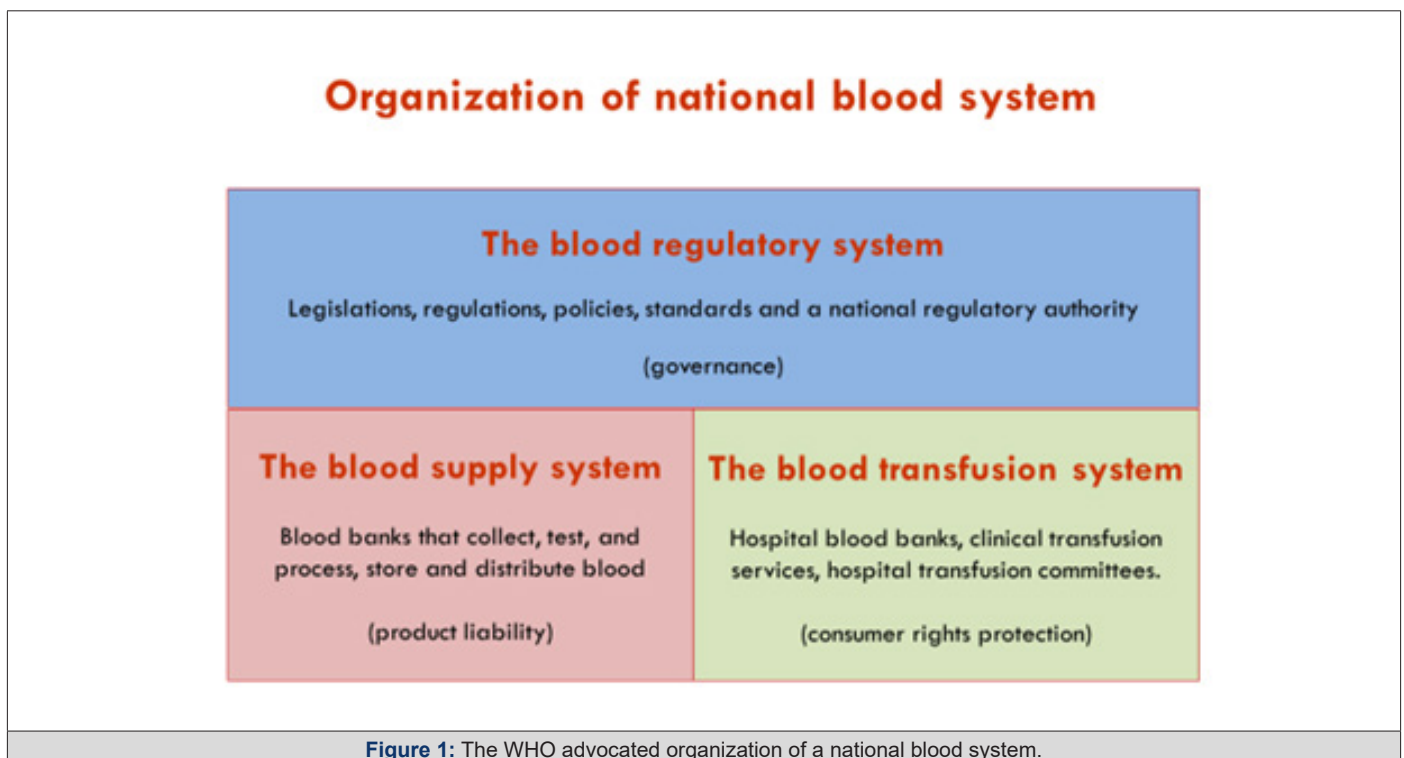 Organization of national blood system
The blood regulatory system
Legislations, regulations, policies, standards and a national regulatory authority
(governance)
The blood supply system
Blood banks that collect, test, and
process, store and distribute blood
(product liability)
The blood transfusion system
Hospital blood banks, clinical transfusion
services, hospital transfusion committees.
(consumer rights protection)
Figure 1: The WHO advocated organization of a national blood system.